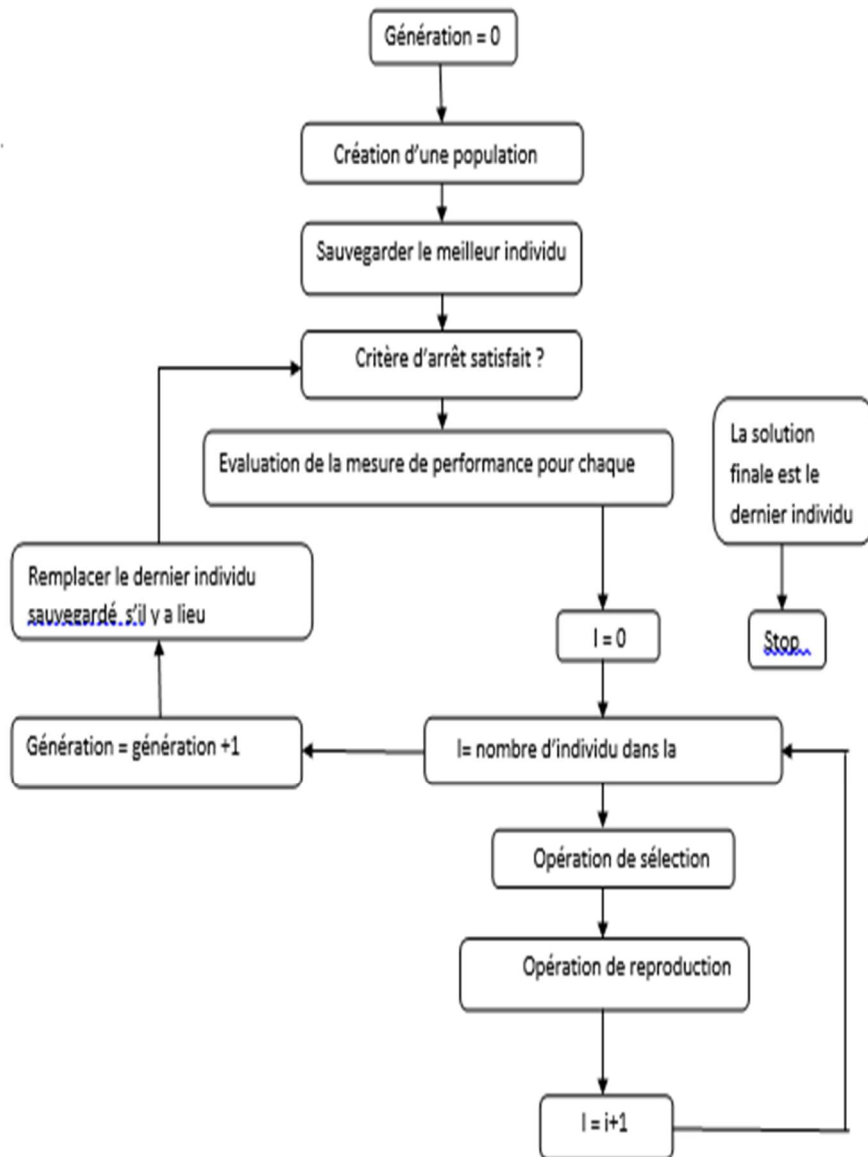 Génération = 0
Création d'une population
Sauvegarder le meilleur individu
Critère d'arrêt satisfait ?
Evaluation de la mesure de performance pour chaque
La solution
finale est le
dernier individu
Remplacer le dernier individu
sauvegardé s'il y a lieu
I = 0
Stop
Génération = génération +1
I= nombre d'individu dans la
Opération de sélection
Opération de reproduction
I = i+1